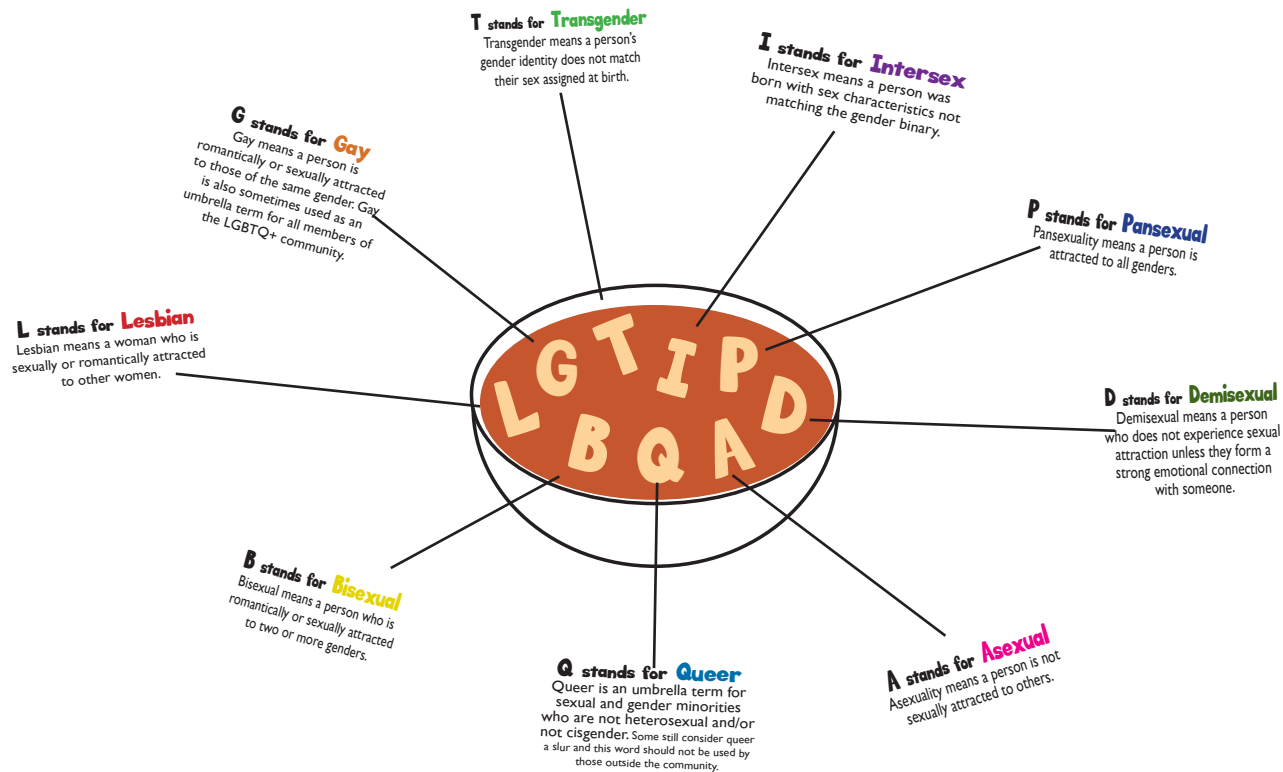 T stands for Transgender
Transgender means a person's
gender identity does not match
their sex assigned at birth.
I stands for Intersex
Intersex means a person was
born with sex characteristics not
matching the gender binary.
G stands for Gay
Gay means a person is
romantically or sexually attracted
to those of the same gender. Gay
is also sometimes used as an
umbrella term for all members of
the LGBTQ+ community.
P stands for Pansexual
Pansexuality means a person is
attracted to all genders.
L stands for Lesbian
Lesbian means a woman who is
sexually or romantically attracted
to other women.
L G T I P D
B Q A
D stands for Demisexual
Demisexual means a person
who does not experience sexual
attraction unless they form a
strong emotional connection
with someone.
B stands for Bisexual
Bisexual means a person who is
romantically or sexually attracted
to two or more genders.
Q stands for Queer
Queer is an umbrella term for
sexual and gender minorities
who are not heterosexual and/or
not cisgender. Some still consider queer
a slur and this word should not be used by
those outside the community.
A stands for Asexual
Asexuality means a person is not
sexually attracted to others.